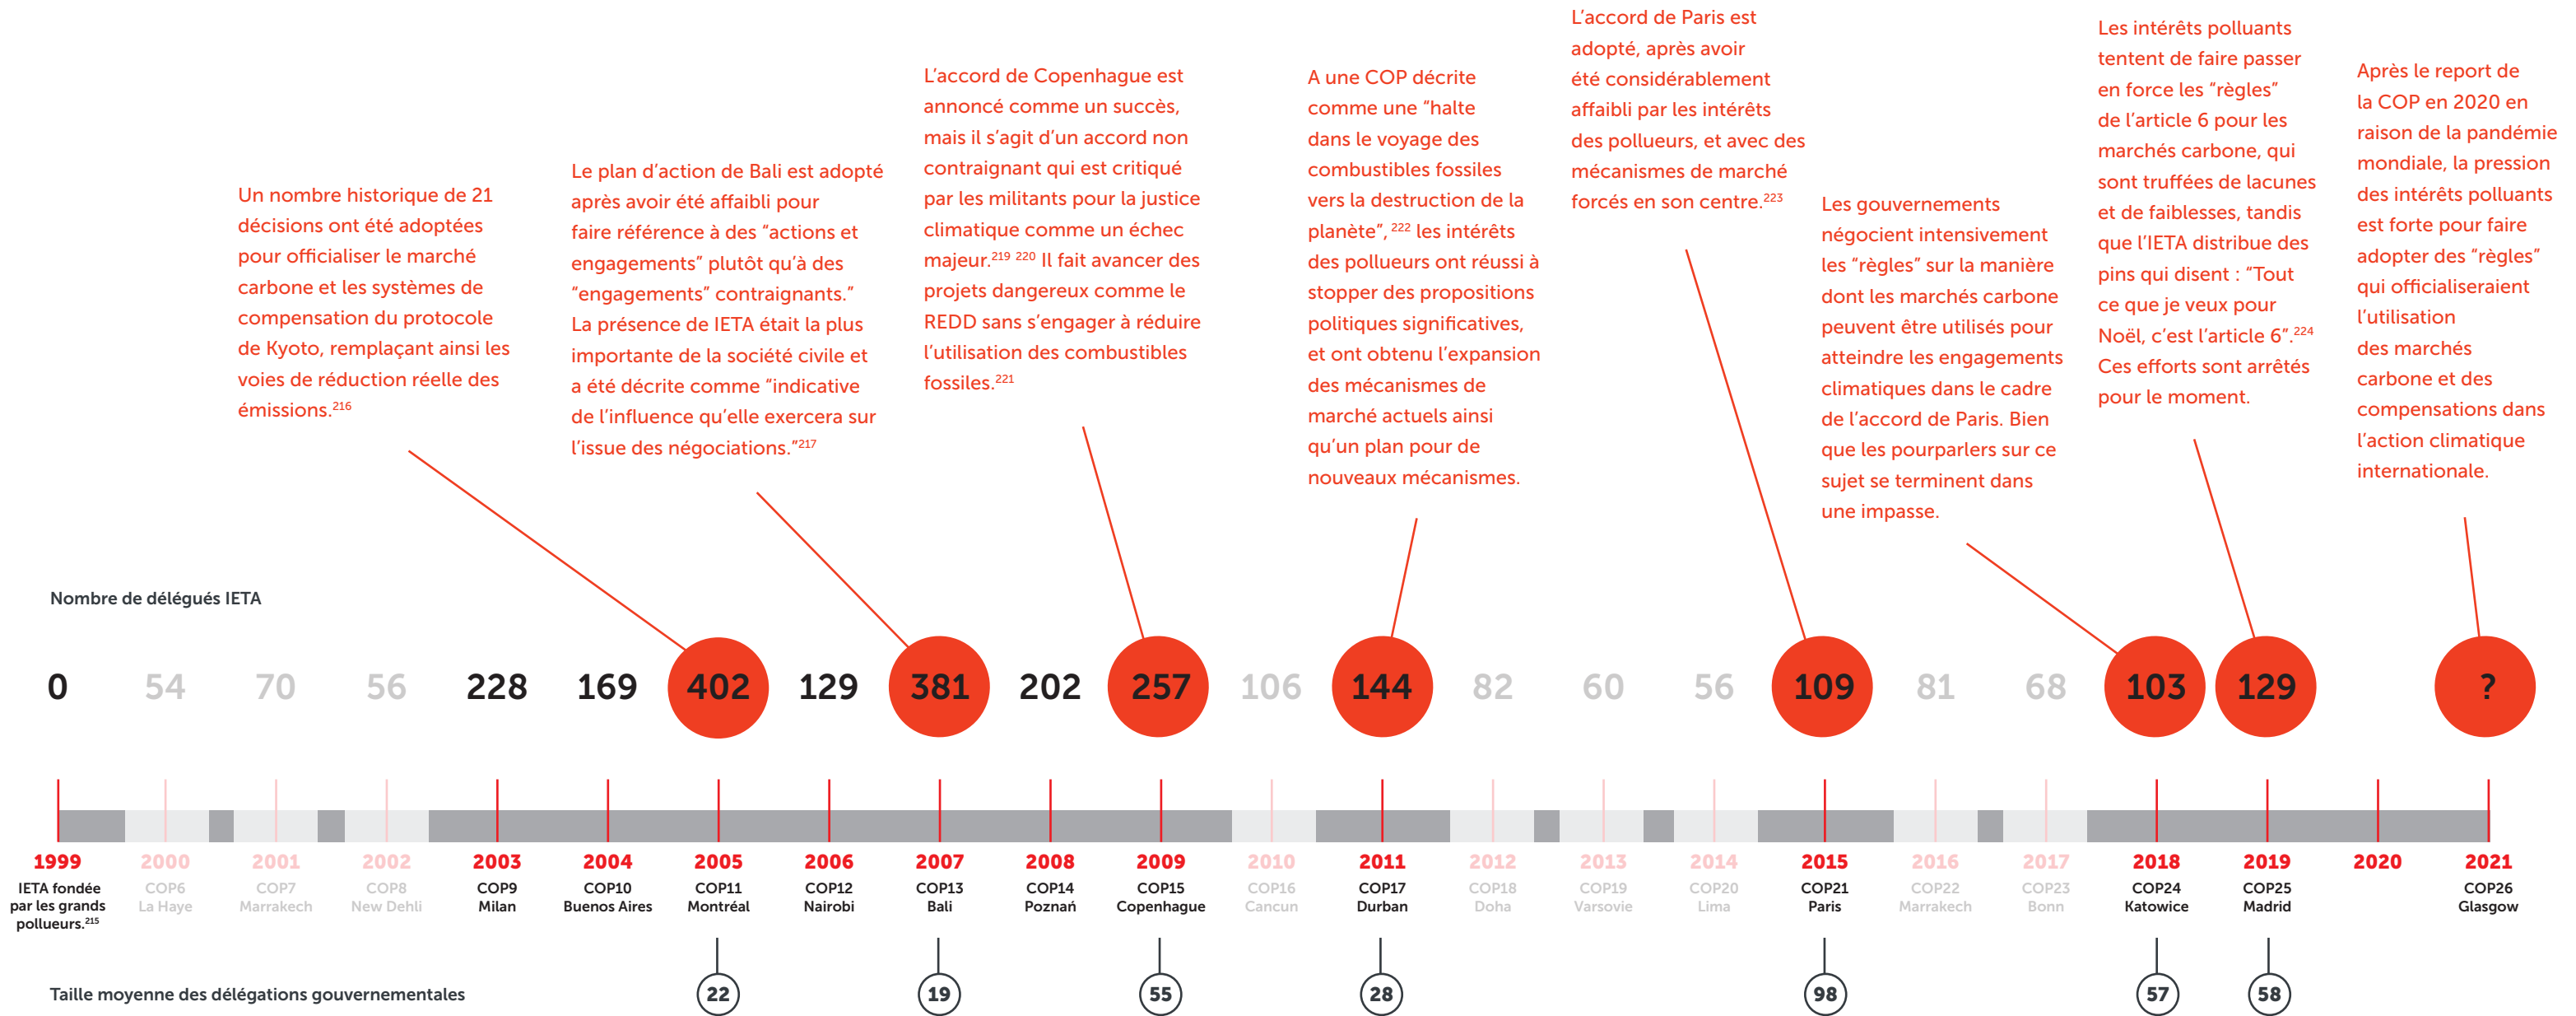 Un nombre historique de 21
décisions ont été adoptées
pour officialiser le marché
carbone et les systèmes de
compensation du protocole
de Kyoto, remplaçant ainsi les
voies de réduction réelle des
émissions.216
Le plan d’action de Bali est adopté
après avoir été affaibli pour
faire référence à des “actions et
engagements” plutôt qu’à des
“engagements” contraignants.”
La présence de IETA était la plus
importante de la société civile et
a été décrite comme “indicative
de l’influence qu’elle exercera sur
l’issue des négociations.”217
L’accord de Copenhague est
annoncé comme un succès,
mais il s’agit d’un accord non
contraignant qui est critiqué
par les militants pour la justice
climatique comme un échec
majeur.219 220 Il fait avancer des
projets dangereux comme le
REDD sans s’engager à réduire
l’utilisation des combustibles
fossiles.221
A une COP décrite
comme une “halte
dans le voyage des
combustibles fossiles
vers la destruction de la
planète”, 222 les intérêts
des pollueurs ont réussi à
stopper des propositions
politiques significatives,
et ont obtenu l’expansion
des mécanismes de
marché actuels ainsi
qu’un plan pour de
nouveaux mécanismes.
L’accord de Paris est
adopté, après avoir
été considérablement
affaibli par les intérêts
des pollueurs, et avec des
mécanismes de marché
forcés en son centre.223
Les gouvernements
négocient intensivement
les “règles” sur la manière
dont les marchés carbone
peuvent être utilisés pour
atteindre les engagements
climatiques dans le cadre
de l’accord de Paris. Bien
que les pourparlers sur ce
sujet se terminent dans
une impasse.
Les intérêts polluants
tentent de faire passer
en force les “règles”
de l’article 6 pour les
marchés carbone, qui
sont truffées de lacunes
et de faiblesses, tandis
que l’IETA distribue des
pins qui disent : “Tout
ce que je veux pour
Noël, c’est l’article 6”.224
Ces efforts sont arrêtés
pour le moment.
Après le report de
la COP en 2020 en
raison de la pandémie
mondiale, la pression
des intérêts polluants
est forte pour faire
adopter des “règles”
qui officialiseraient
l’utilisation
des marchés
carbone et des
compensations dans
l’action climatique
internationale.
Nombre de délégués IETA
0 54 70 56 228 169 402 129 381 202 257 106 144 82 60 56 109 81 68 103 129 ?
1999 2000 2001 2002 2003 2004 2005 2006 2007 2008 2009 2010 2011 2012 2013 2014 2015 2016 2017 2018 2019 2020 2021
IETA fondée
par les grands
pollueurs.215
COP6
La Haye
COP7
Marrakech
COP8
New Dehli
COP9
Milan
COP10
Buenos Aires
COP11
Montréal
COP12
Nairobi
COP13
Bali
COP14
Poznań
COP15
Copenhague
COP16
Cancun
COP17
Durban
COP18
Doha
COP19
Varsovie
COP20
Lima
COP21
Paris
COP22
Marrakech
COP23
Bonn
COP24
Katowice
COP25
Madrid
COP26
Glasgow
Taille moyenne des délégations gouvernementales
22 19 55 28 98 57 58